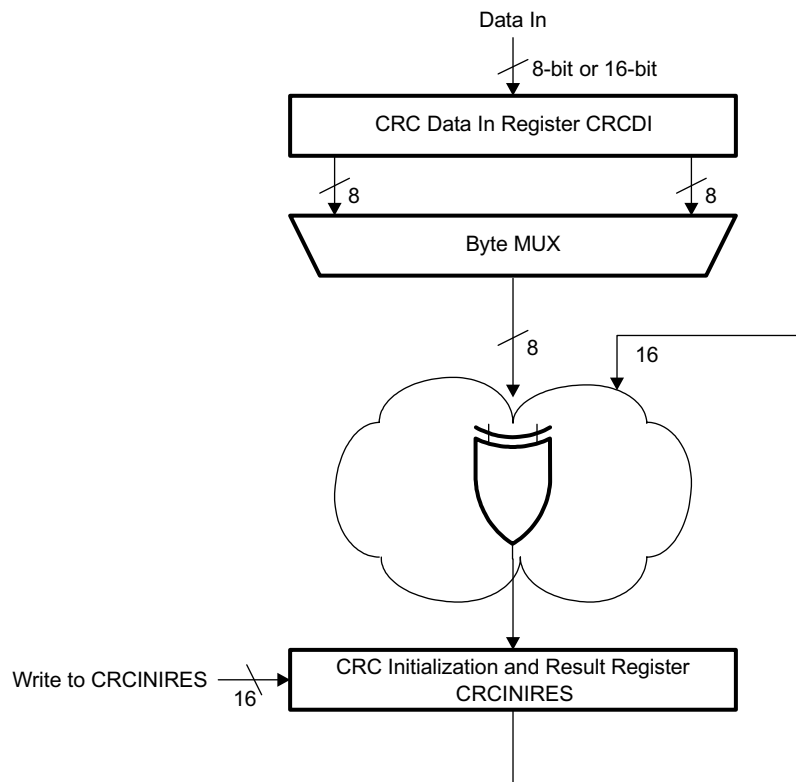 Data In
8-bit or 16-bit
CRC Data In Register CRCDI
8
8
Byte MUX
8
16
CRC Initialization and Result Register
Write to CRCINIRES
CRCINIRES
16